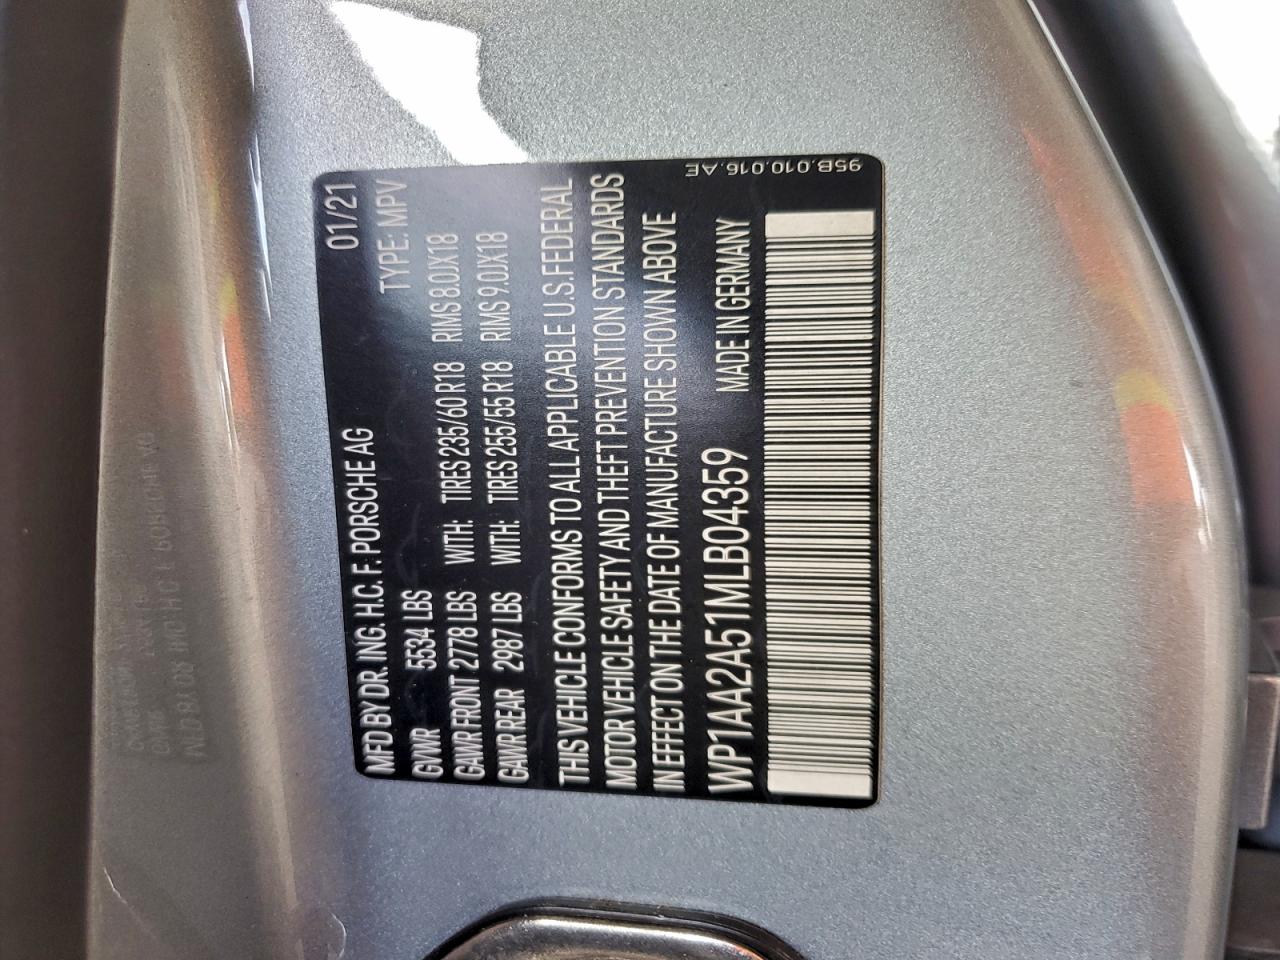 MFD BY DR. ING. H.C. F. PORSCHE AG 01/21
GVWR 5534 LBS TYPE: MPV
GAWR FRONT 2778 LBS WITH: TIRES 235/60 R18 RIMS 8.0JX18
GAWR REAR 2987 LBS WITH: TIRES 255/55 R18 RIMS 9.0JX18
THIS VEHICLE CONFORMS TO ALL APPLICABLE U.S. FEDERAL
MOTOR VEHICLE SAFETY AND THEFT PREVENTION STANDARDS
IN EFFECT ON THE DATE OF MANUFACTURE SHOWN ABOVE
WP1AA2A51MLB04359 MADE IN GERMANY
95B.010.016.AE